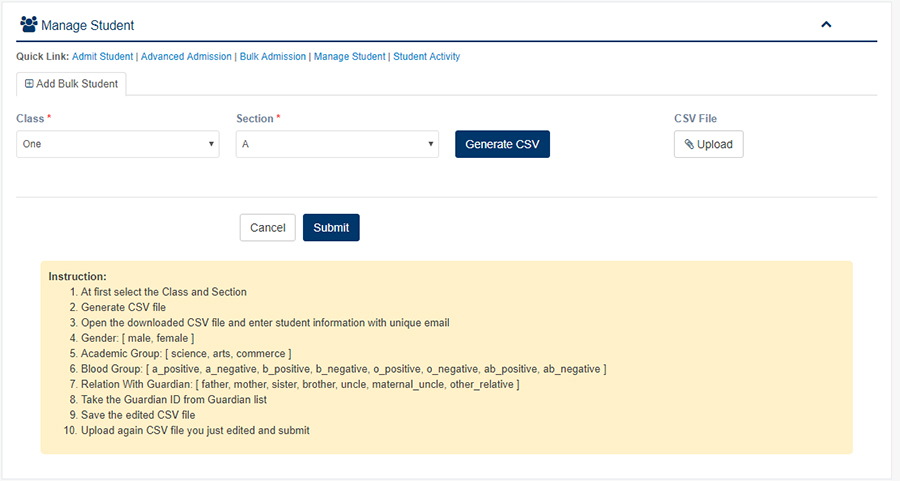 Manage Student
Quick Link: Admit Student | Advanced Admission | Bulk Admission | Manage Student | Student Activity
Add Bulk Student
Class * Section * CSV File
One A Generate CSV Upload
Cancel Submit
Instruction:
1. At first select the Class and Section
2. Generate CSV file
3. Open the downloaded CSV file and enter student information with unique email
4. Gender: [ male, female ]
5. Academic Group: [ science, arts, commerce ]
6. Blood Group: [ a_positive, a_negative, b_positive, b_negative, o_positive, o_negative, ab_positive, ab_negative ]
7. Relation With Guardian: [ father, mother, sister, brother, uncle, maternal_uncle, other_relative ]
8. Take the Guardian ID from Guardian list
9. Save the edited CSV file
10. Upload again CSV file you just edited and submit